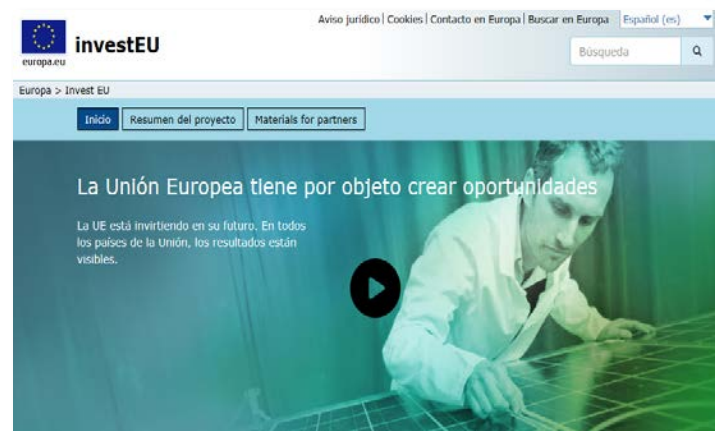 Aviso jurídico | Cookies | Contacto en Europa | Buscar en Europa Español (es)
europa.eu
investEU
Búsqueda
Europa > Invest EU
Inicio
Resumen del proyecto
Materials for partners
La Unión Europea tiene por objeto crear oportunidades
La UE está invirtiendo en su futuro. En todos
los países de la Unión, los resultados están
visibles.